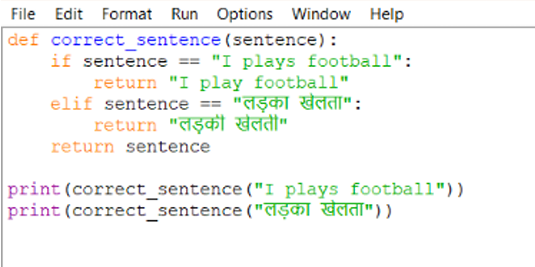 File Edit Format Run Options Window Help
def correct_sentence(sentence):
    if sentence == "I plays football":
        return "I play football"
    elif sentence == "लड़का खेलता":
        return "लड़की खेलती"
    return sentence

print(correct_sentence("I plays football"))
print(correct_sentence("लड़का खेलता"))